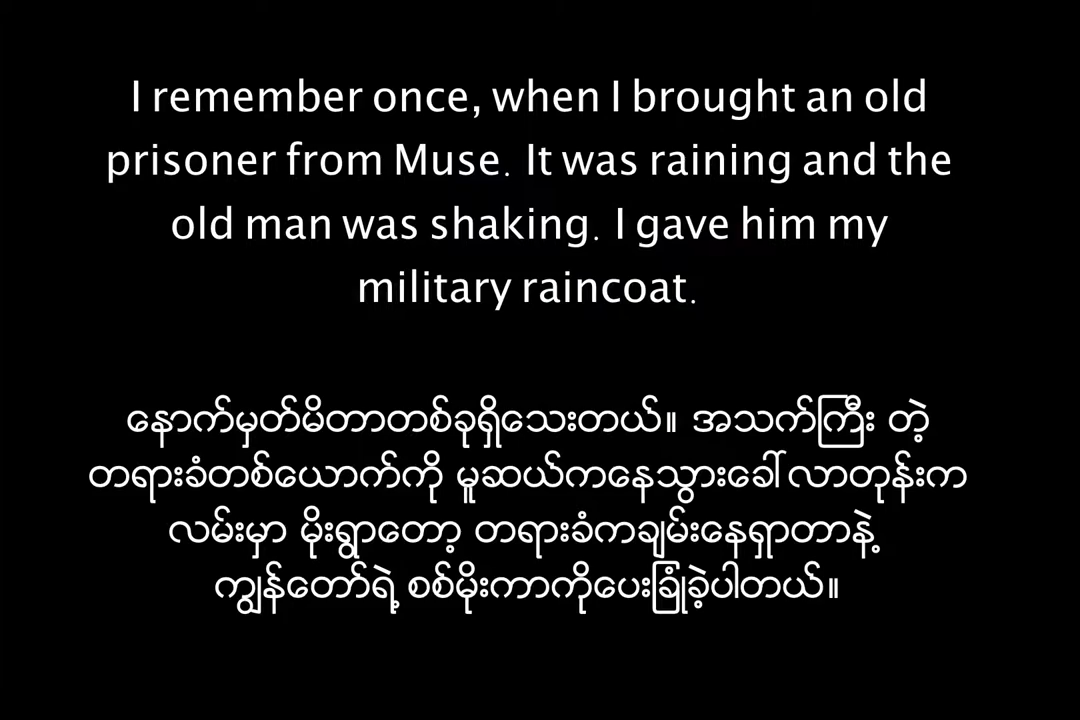 I remember once, when I brought an old
prisoner from Muse. It was raining and the
old man was shaking. I gave him my
military raincoat.
နောက်မှတ်မိတာတစ်ခုရှိသေးတယ်။ အသက်ကြီး တဲ့
တရားခံတစ်ယောက်ကို မူဆယ်ကနေသွားခေါ်လာတုန်းက
လမ်းမှာ မိုးရွာတော့ တရားခံကချမ်းနေရှာတာနဲ့
ကျွန်တော်ရဲ့ စစ်မိုးကာကိုပေးခြုံခဲ့ပါတယ်။